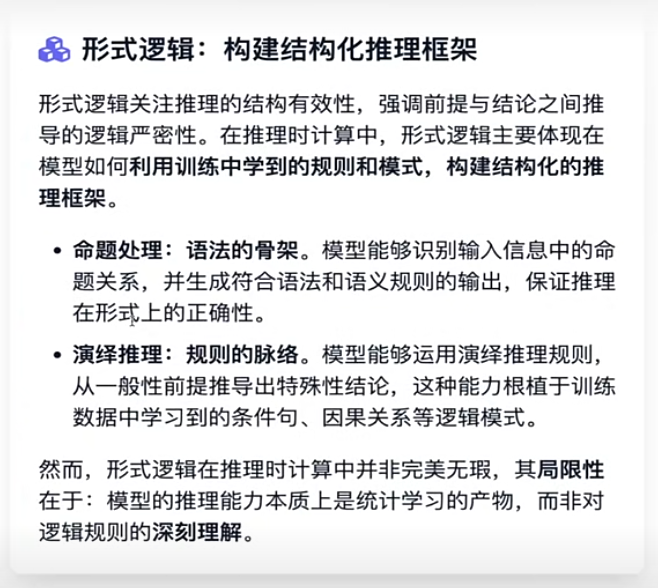 形式逻辑：构建结构化推理框架
形式逻辑关注推理的结构有效性，强调前提与结论之间推
导的逻辑严密性。在推理时计算中，形式逻辑主要体现在
模型如何利用训练中学到的规则和模式，构建结构化的推
理框架。
• 命题处理：语法的骨架。模型能够识别输入信息中的命
题关系，并生成符合语法和语义规则的输出，保证推理
在形式上的正确性。
• 演绎推理：规则的脉络。模型能够运用演绎推理规则，
从一般性前提推导出特殊性结论，这种能力根植于训练
数据中学习到的条件句、因果关系等逻辑模式。
然而，形式逻辑在推理时计算中并非完美无瑕，其局限性
在于：模型的推理能力本质上是统计学习的产物，而非对
逻辑规则的深刻理解。